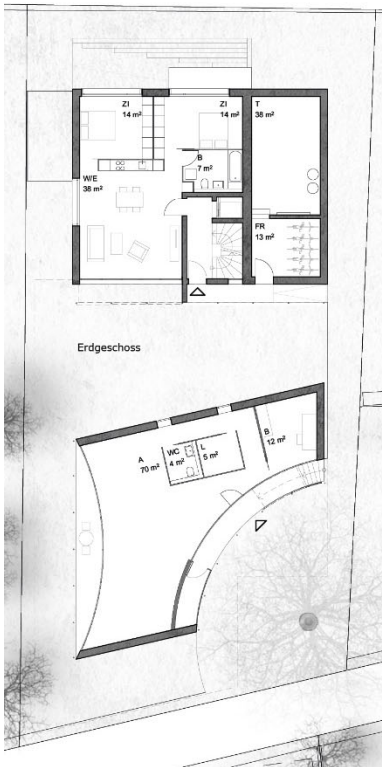 ZI
14 m²
ZI
14 m²
T
38 m²
B
7 m²
W/E
38 m²
FR
13 m²
Erdgeschoss
A
70 m²
WC
4 m²
L
5 m²
B
12 m²